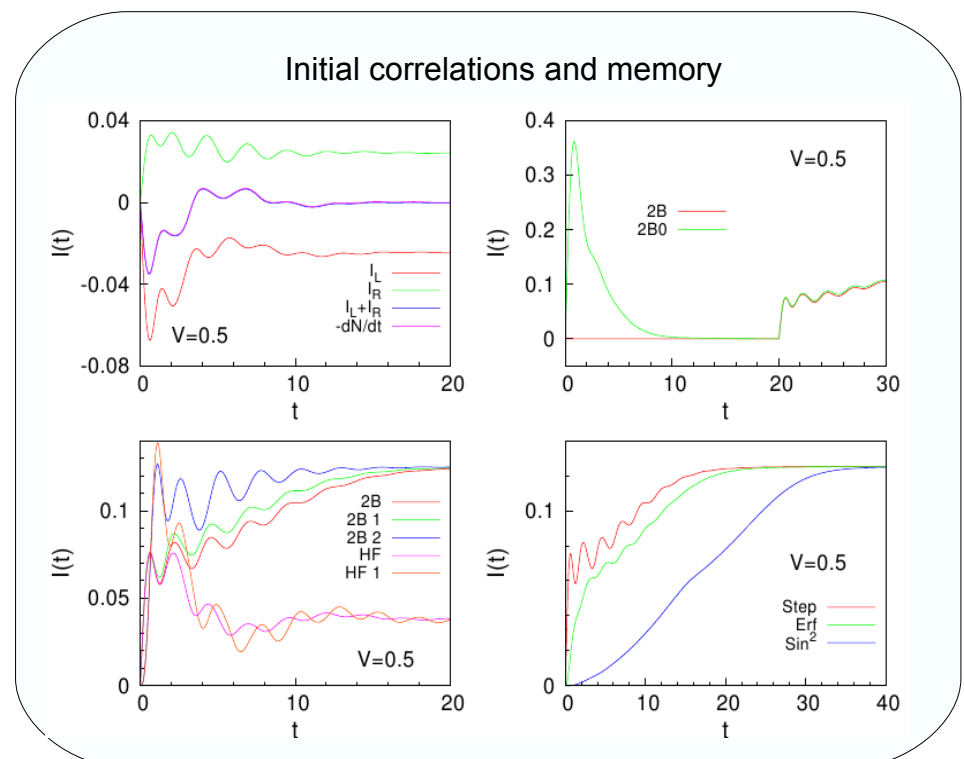 Initial correlations and memory
0.04
0
-0.04
-0.08
I(t)
I_L
I_R
I_L+I_R
-dN/dt
V=0.5
0 10 20
t
0.4
0.3
0.2
0.1
0
I(t)
V=0.5
2B
2B0
0 10 20 30
t
0.1
0.05
0
I(t)
2B
2B 1
2B 2
HF
HF 1
V=0.5
0 10 20
t
0.1
0
I(t)
V=0.5
Step
Erf
Sin²
0 10 20 30 40
t